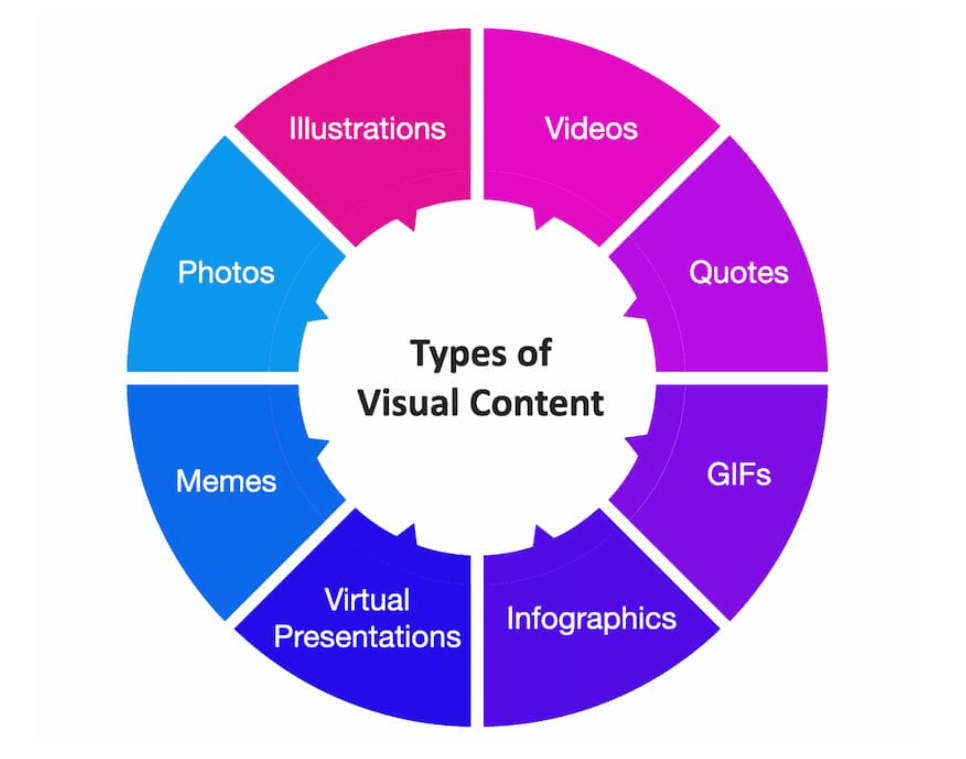 Illustrations
Videos
Photos
Quotes
Types of
Visual Content
Memes
GIFs
Virtual
Presentations
Infographics